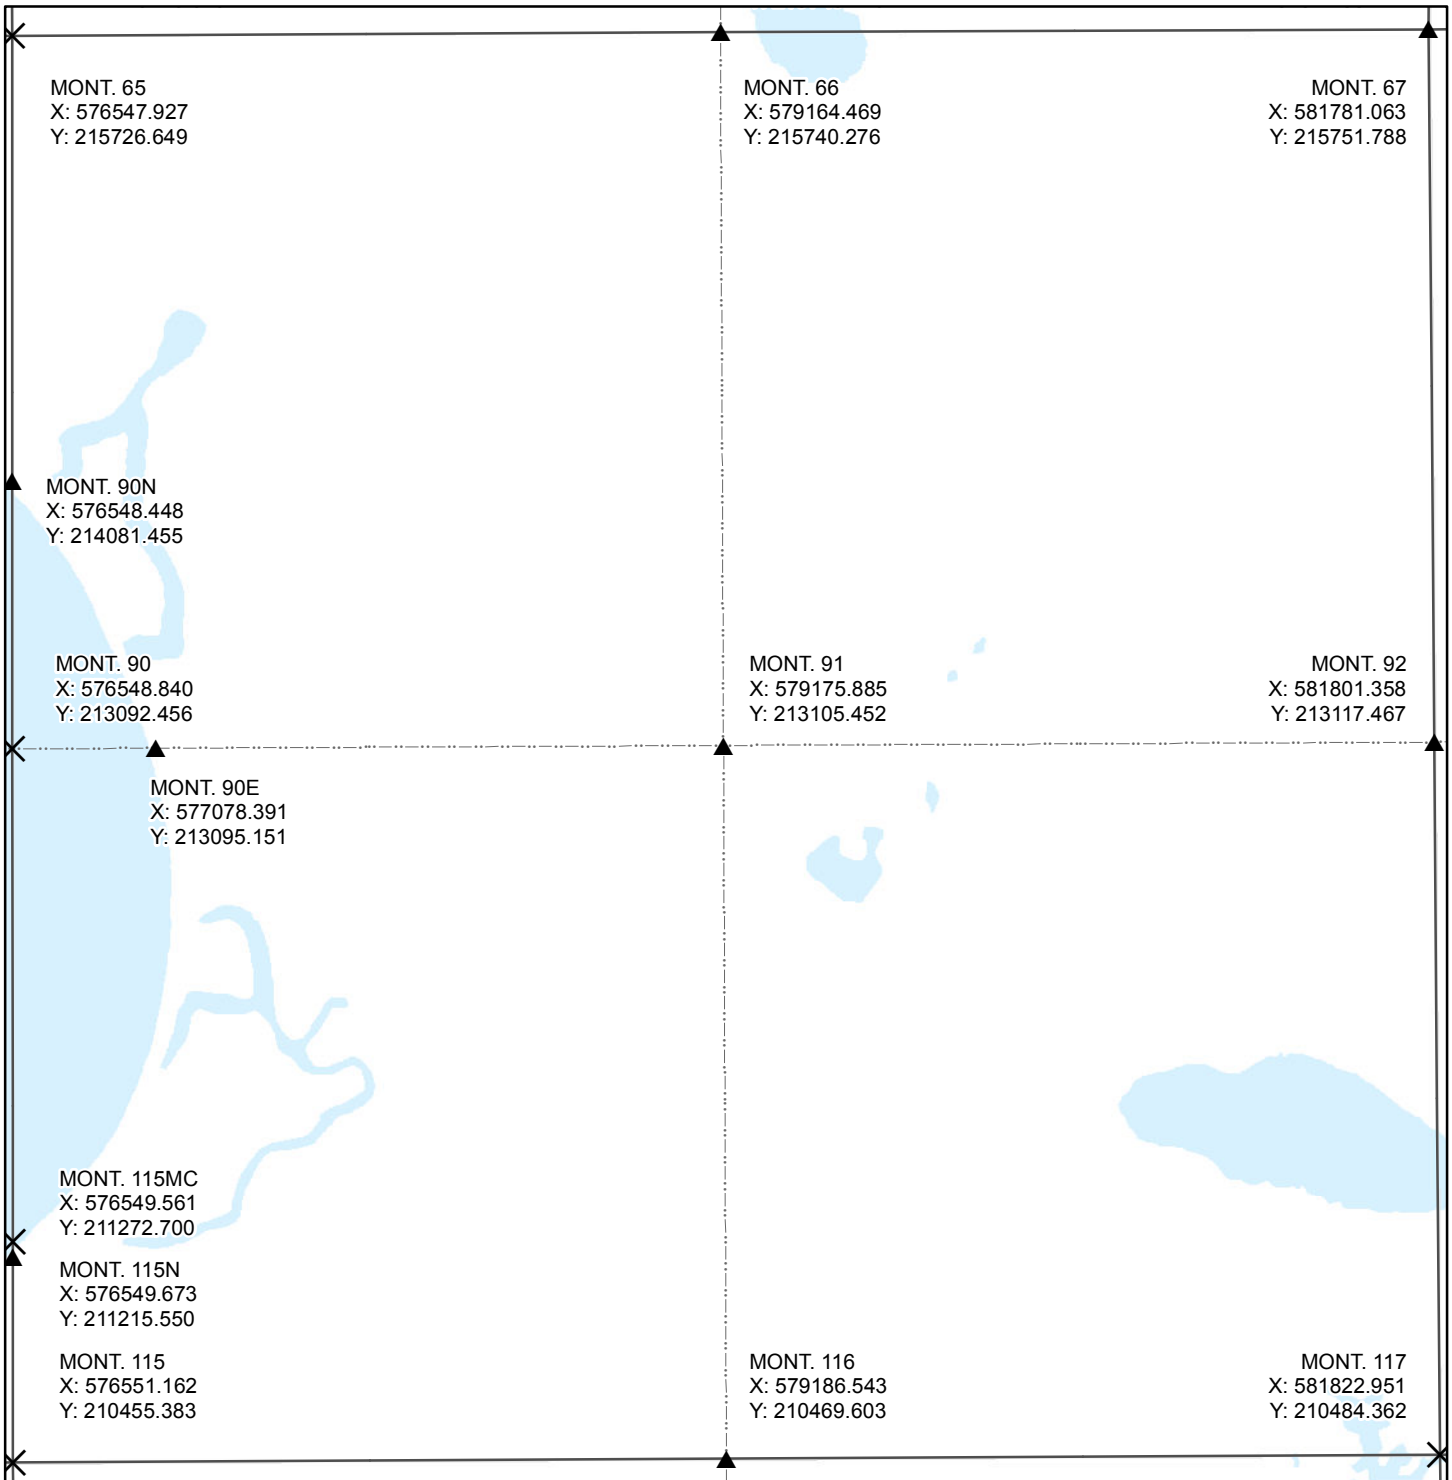 MONT. 65
X: 576547.927
Y: 215726.649
MONT. 66
X: 579164.469
Y: 215740.276
MONT. 67
X: 581781.063
Y: 215751.788
MONT. 90N
X: 576548.448
Y: 214081.455
MONT. 90
X: 576548.840
Y: 213092.456
MONT. 91
X: 579175.885
Y: 213105.452
MONT. 92
X: 581801.358
Y: 213117.467
MONT. 90E
X: 577078.391
Y: 213095.151
MONT. 115MC
X: 576549.561
Y: 211272.700
MONT. 115N
X: 576549.673
Y: 211215.550
MONT. 115
X: 576551.162
Y: 210455.383
MONT. 116
X: 579186.543
Y: 210469.603
MONT. 117
X: 581822.951
Y: 210484.362